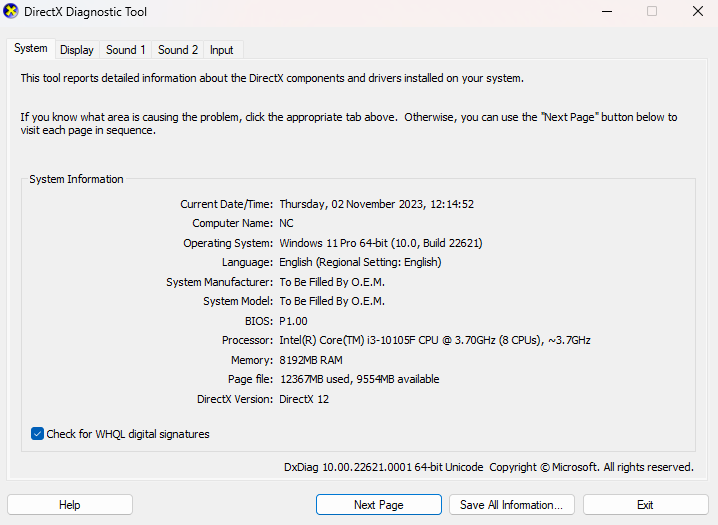 DirectX Diagnostic Tool
System Display Sound 1 Sound 2 Input
This tool reports detailed information about the DirectX components and drivers installed on your system.
If you know what area is causing the problem, click the appropriate tab above.  Otherwise, you can use the "Next Page" button below to
visit each page in sequence.
System Information
Current Date/Time: Thursday, 02 November 2023, 12:14:52
Computer Name: NC
Operating System: Windows 11 Pro 64-bit (10.0, Build 22621)
Language: English (Regional Setting: English)
System Manufacturer: To Be Filled By O.E.M.
System Model: To Be Filled By O.E.M.
BIOS: P1.00
Processor: Intel(R) Core(TM) i3-10105F CPU @ 3.70GHz (8 CPUs), ~3.7GHz
Memory: 8192MB RAM
Page file: 12367MB used, 9554MB available
DirectX Version: DirectX 12
Check for WHQL digital signatures
DxDiag 10.00.22621.0001 64-bit Unicode  Copyright © Microsoft. All rights reserved.
Help Next Page Save All Information... Exit